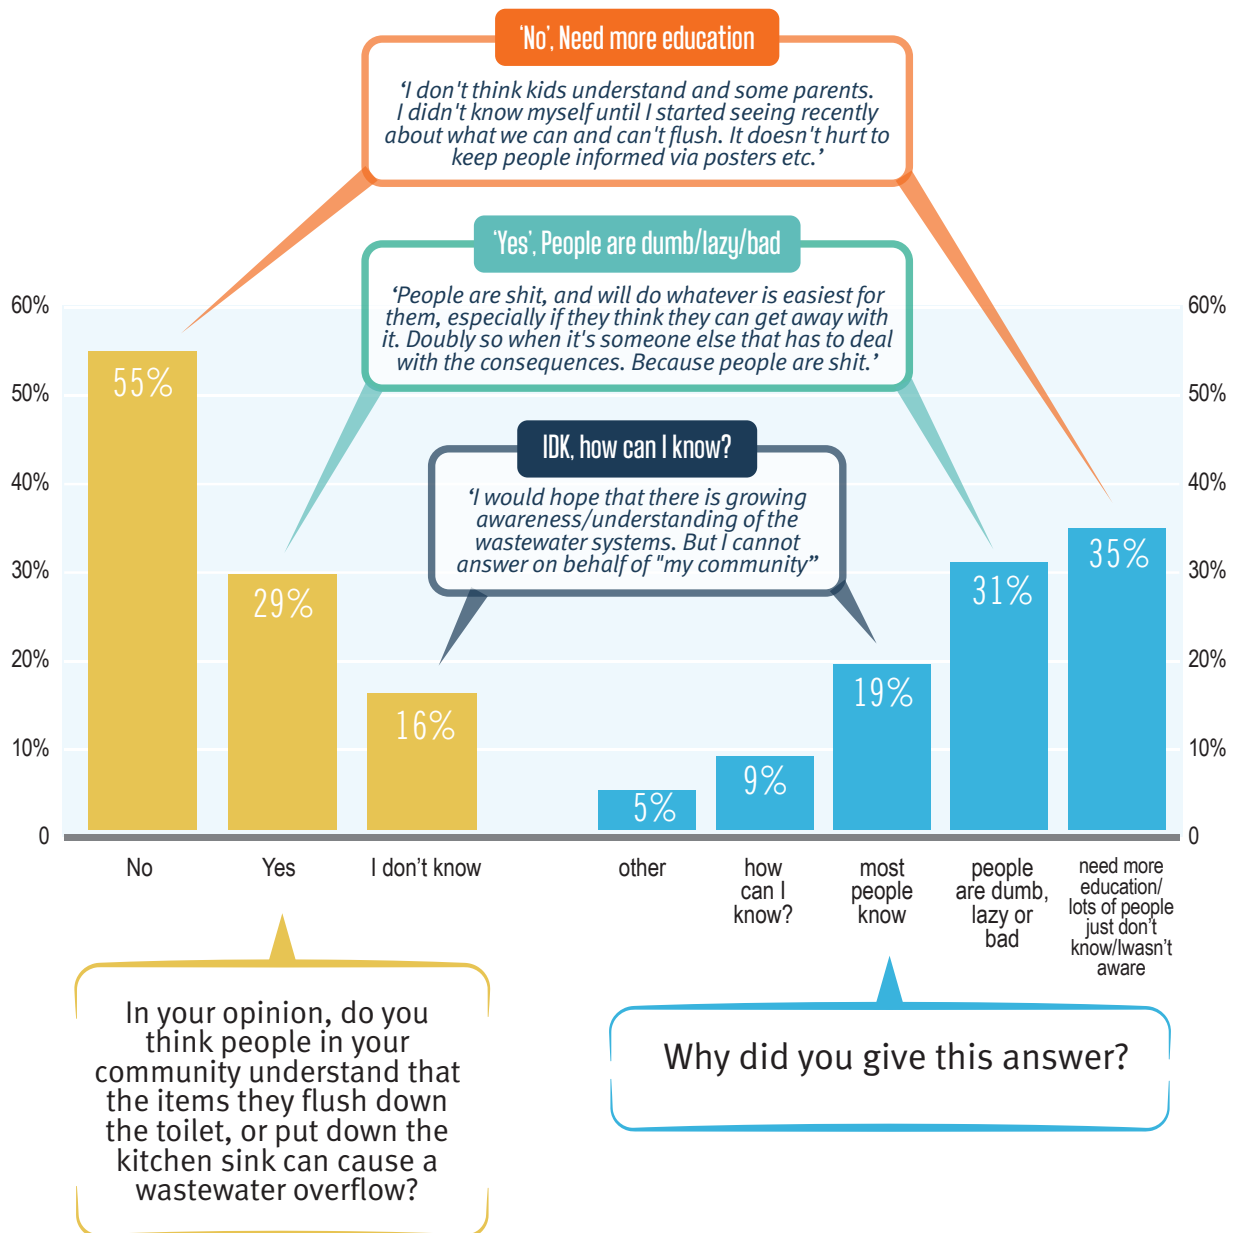 ‘No’, Need more education
‘I don't think kids understand and some parents.
I didn't know myself until I started seeing recently
about what we can and can't flush. It doesn't hurt to
keep people informed via posters etc.’
‘Yes’, People are dumb/lazy/bad
‘People are shit, and will do whatever is easiest for
them, especially if they think they can get away with
it. Doubly so when it's someone else that has to deal
with the consequences. Because people are shit.’
IDK, how can I know?
‘I would hope that there is growing
awareness/understanding of the
wastewater systems. But I cannot
answer on behalf of "my community”
60%
50%
40%
30%
20%
10%
0
60%
50%
40%
30%
20%
10%
0
55%
29%
16%
5%
9%
19%
31%
35%
No
Yes
I don’t know
other
how
can I
know?
most
people
know
people
are dumb,
lazy or
bad
need more
education/
lots of people
just don’t
know/Iwasn’t
aware
In your opinion, do you
think people in your
community understand that
the items they flush down
the toilet, or put down the
kitchen sink can cause a
wastewater overflow?
Why did you give this answer?